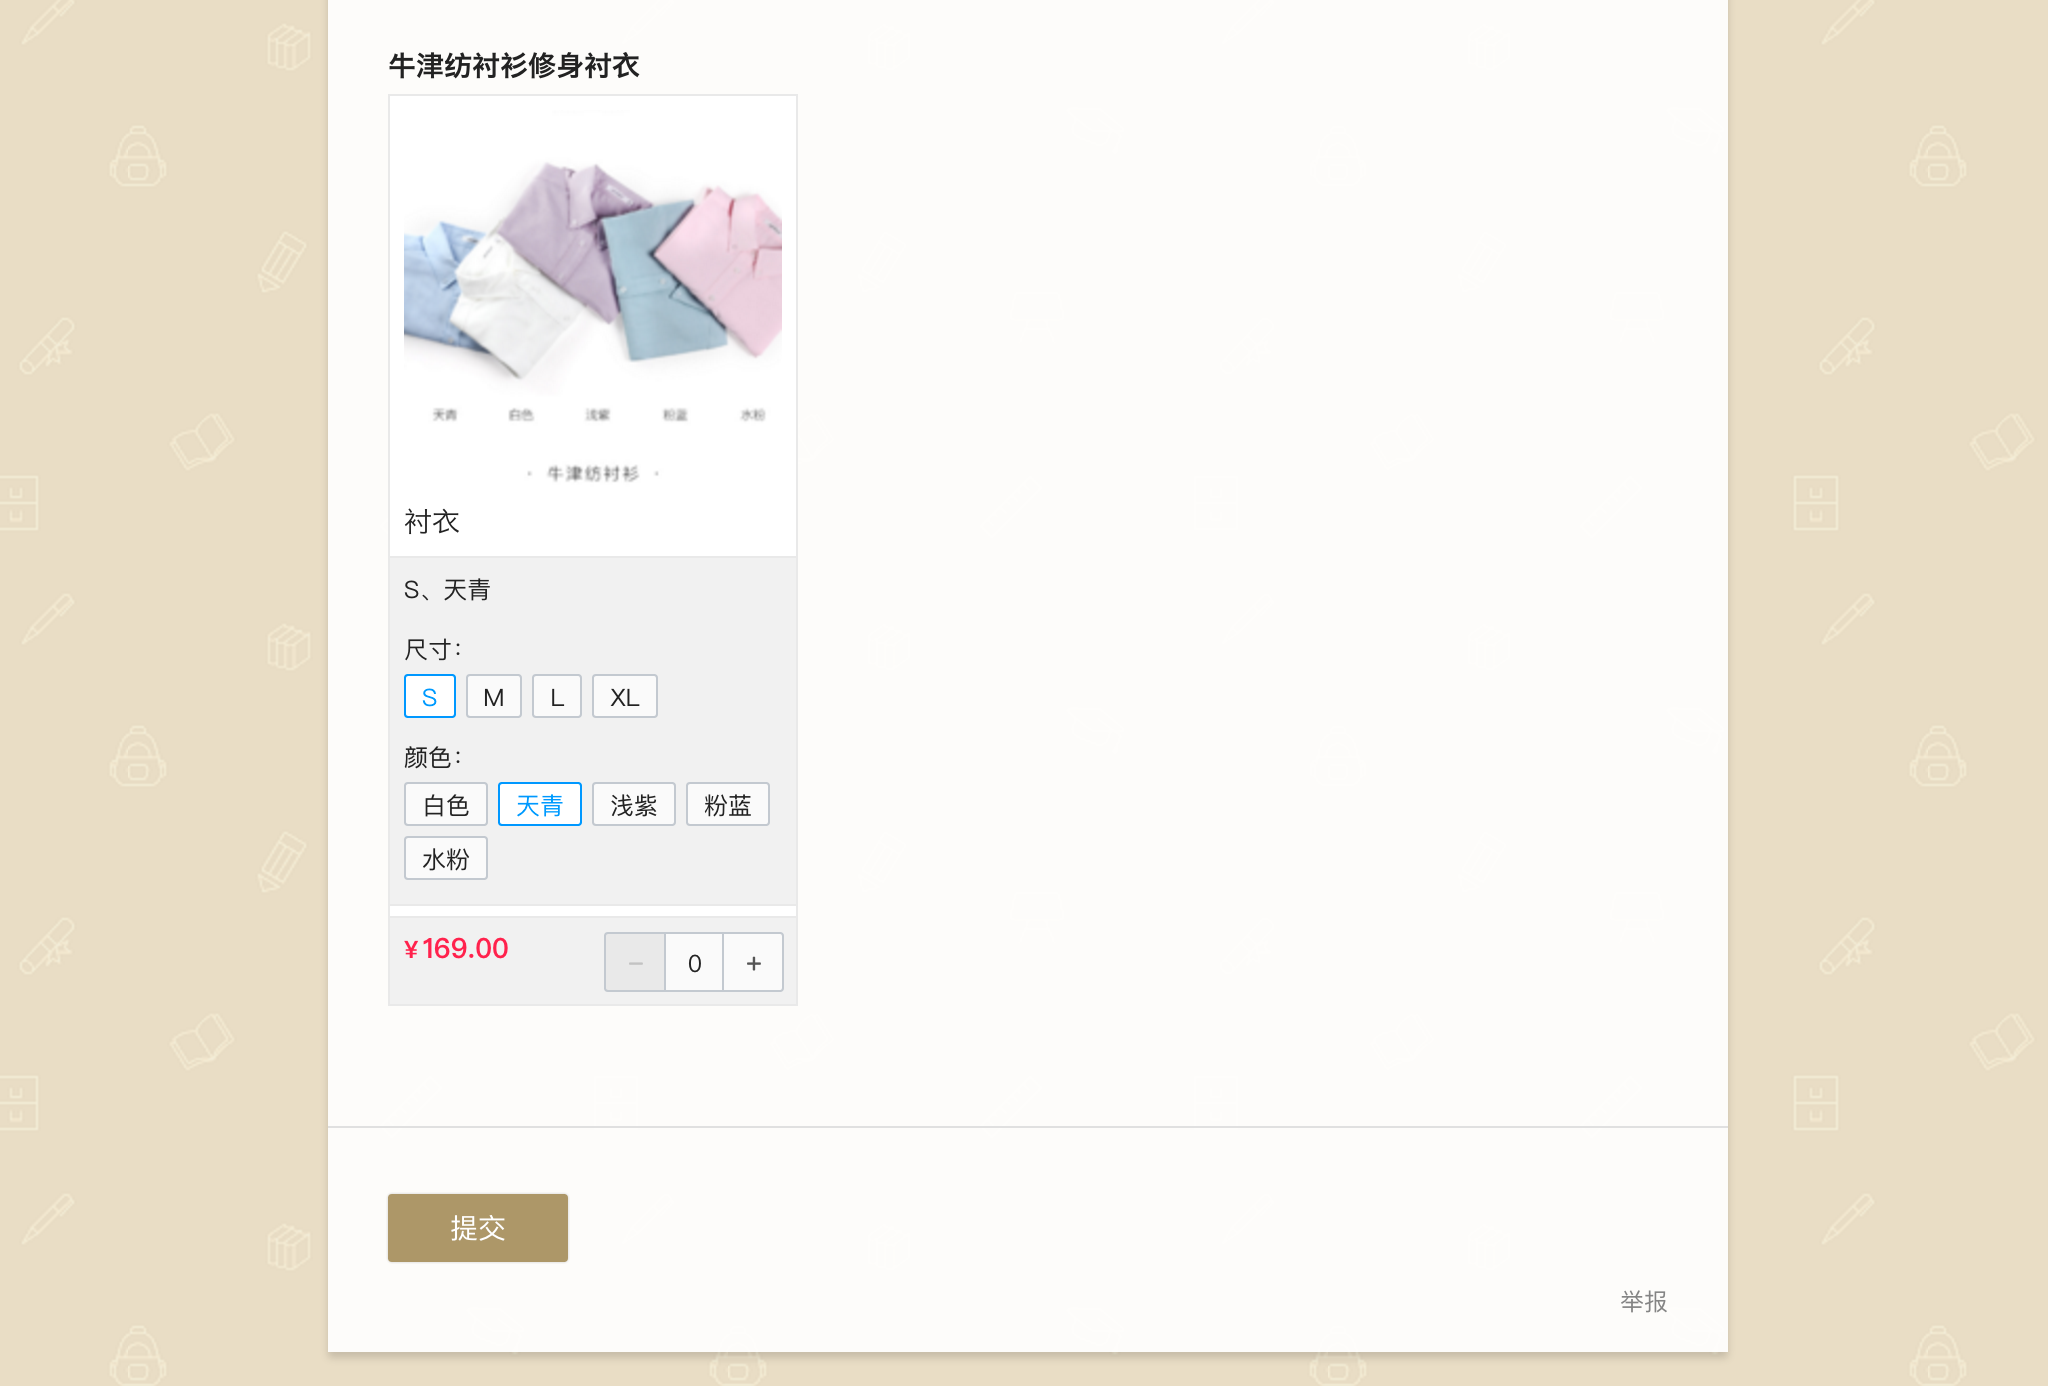 牛津纺衬衫修身衬衣
天青 白色 浅紫 粉蓝 水粉
· 牛津纺衬衫 ·
衬衣
S、天青
尺寸：
S M L XL
颜色：
白色 天青 浅紫 粉蓝
水粉
¥169.00 － 0 +
提交
举报